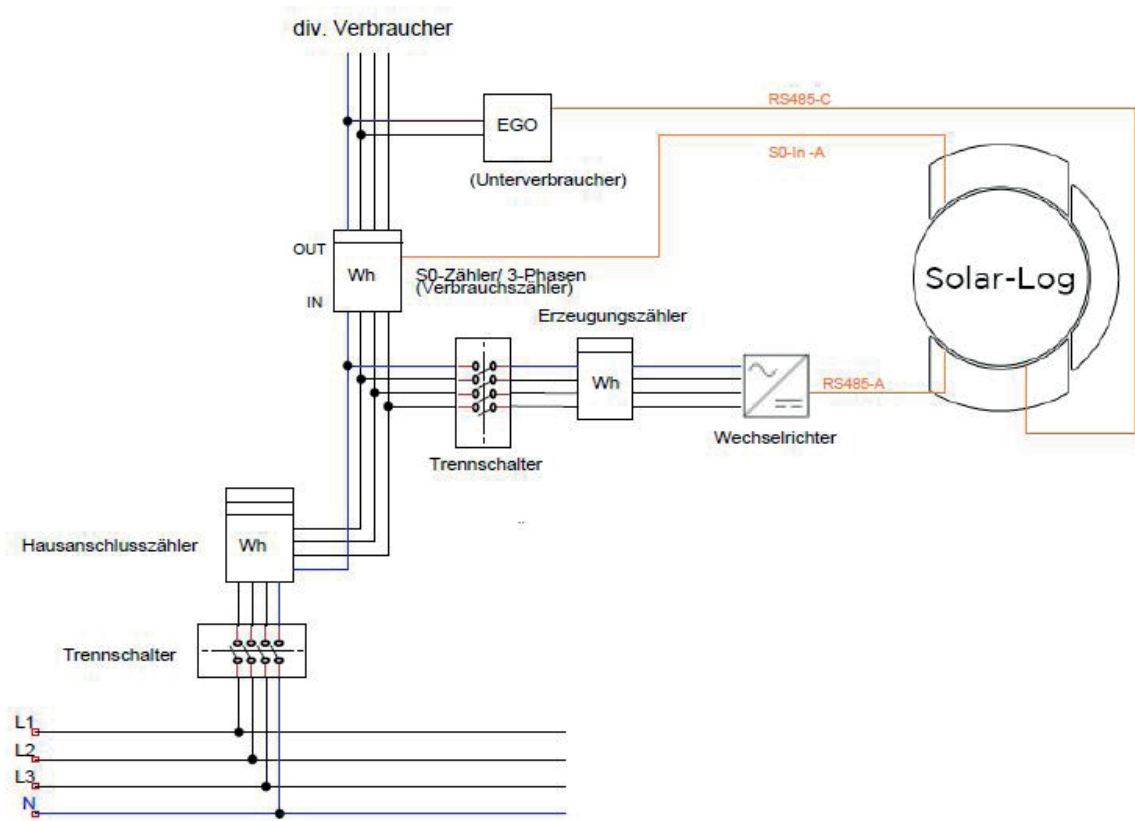 div. Verbraucher
RS485-C
EGO
S0-In -A
(Unterverbraucher)
OUT
Wh
S0-Zähler/ 3-Phasen
(Verbrauchszähler)
IN
Solar-Log
Erzeugungszähler
Wh
RS485-A
Wechselrichter
Trennschalter
Hausanschlusszähler
Wh
Trennschalter
L1
L2
L3
N